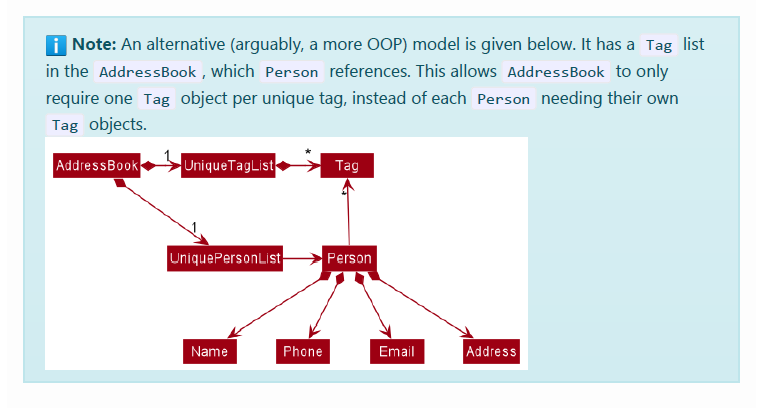 Note: An alternative (arguably, a more OOP) model is given below. It has a Tag list
in the AddressBook , which Person references. This allows AddressBook to only
require one Tag object per unique tag, instead of each Person needing their own
Tag objects.
AddressBook 1 UniqueTagList * Tag
*
1
UniquePersonList Person
Name Phone Email Address